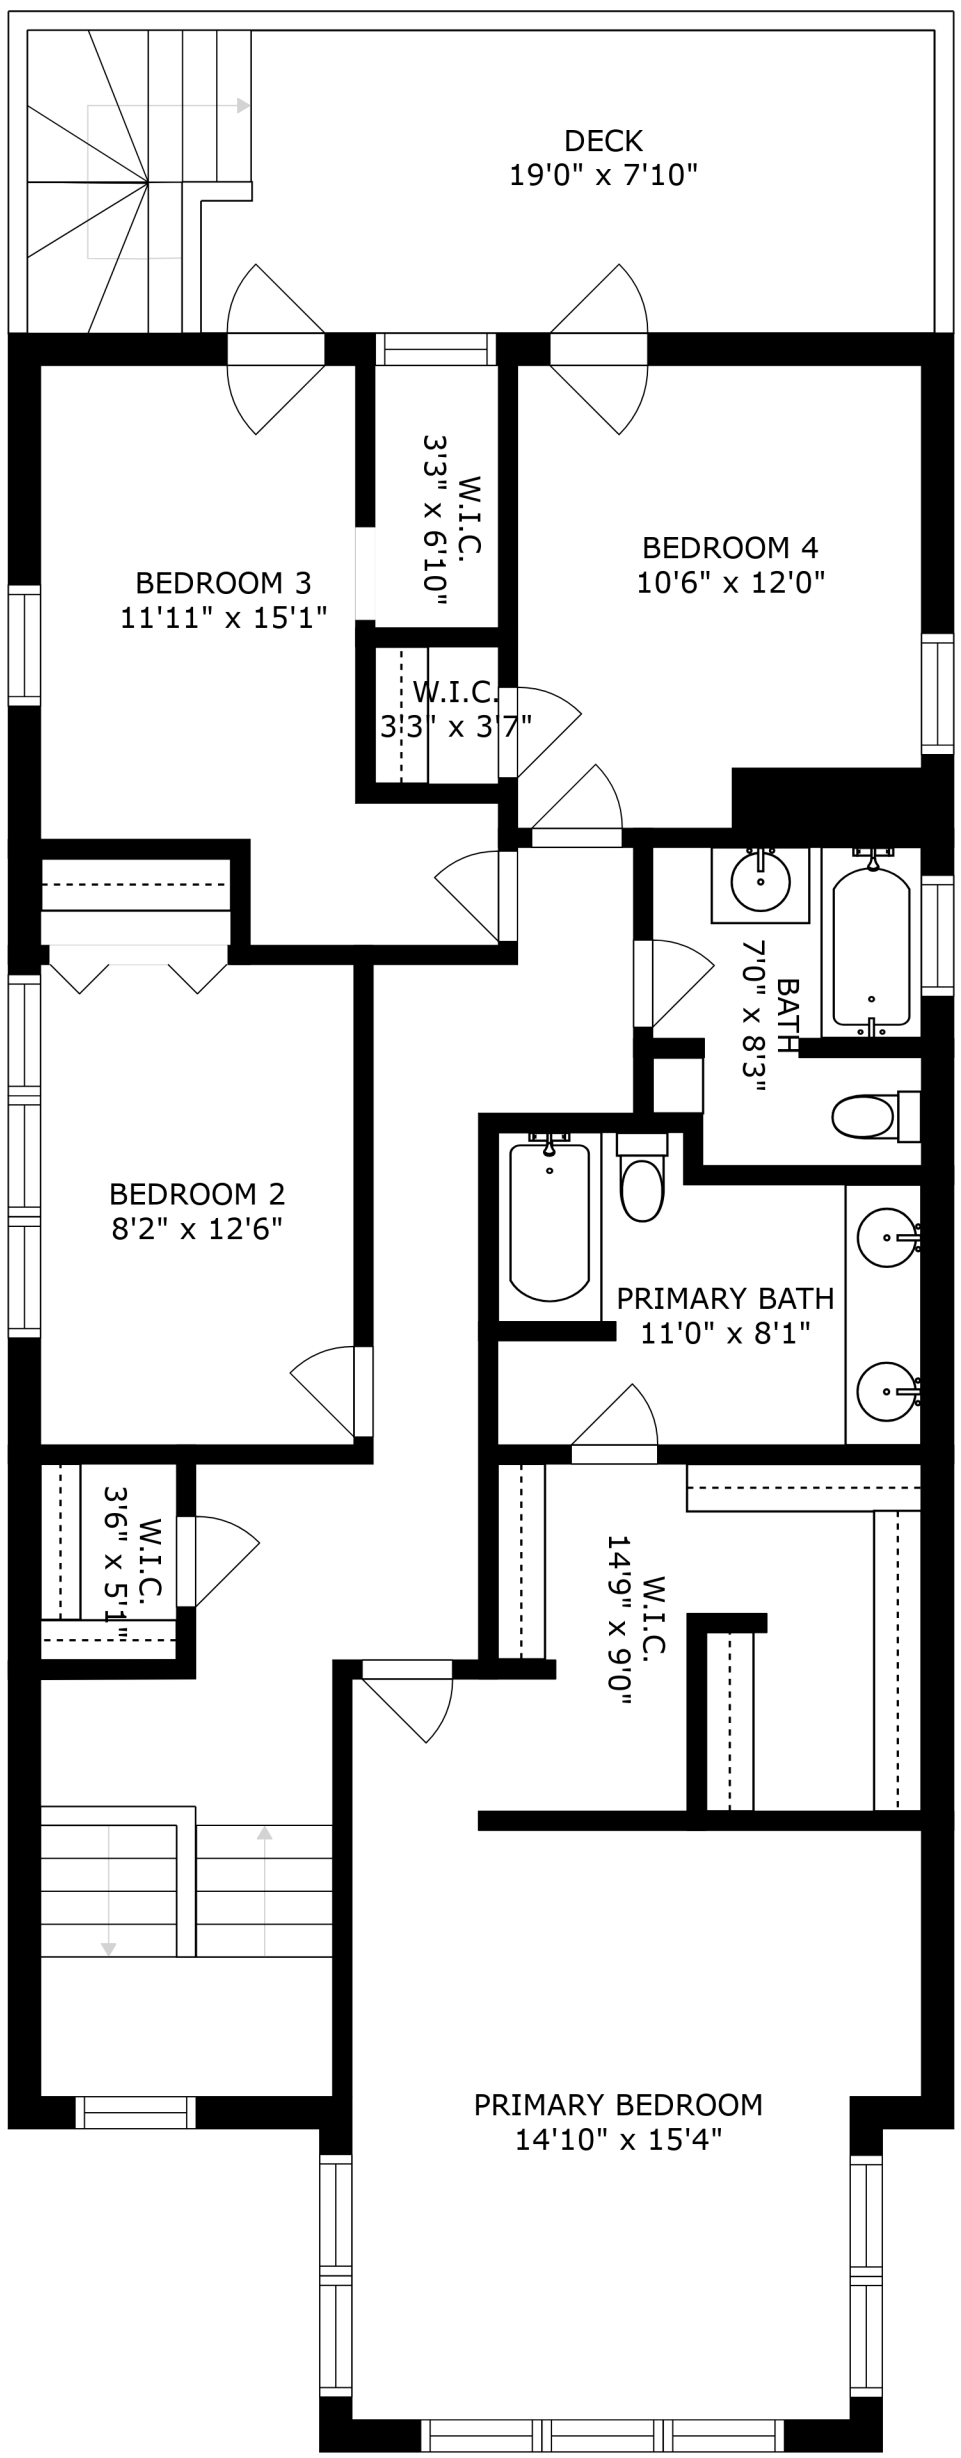 DECK
19'0" x 7'10"
W.I.C.
3'3" x 6'10"
BEDROOM 4
10'6" x 12'0"
BEDROOM 3
11'11" x 15'1"
W.I.C.
3'3" x 3'7"
BATH
7'0" x 8'3"
BEDROOM 2
8'2" x 12'6"
PRIMARY BATH
11'0" x 8'1"
W.I.C.
3'6" x 5'1"
W.I.C.
14'9" x 9'0"
PRIMARY BEDROOM
14'10" x 15'4"